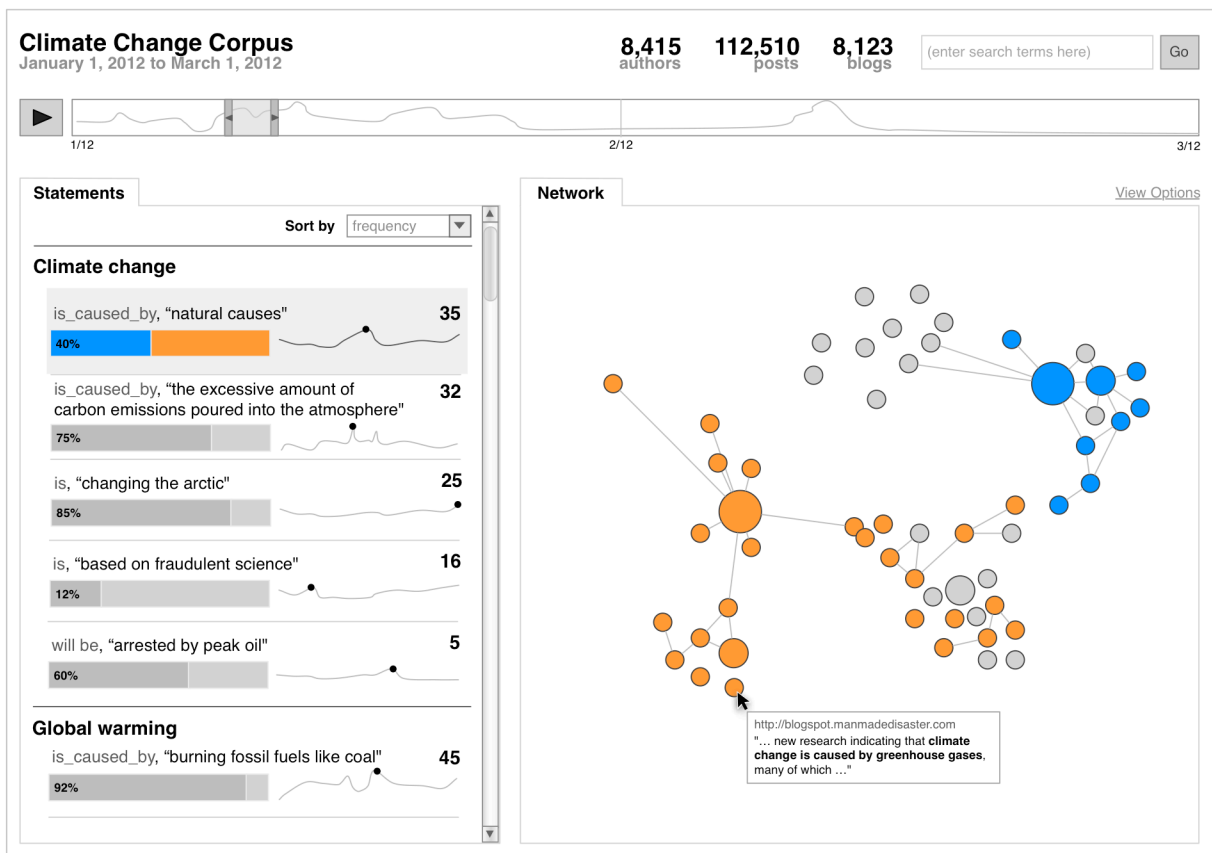 Climate Change Corpus
January 1, 2012 to March 1, 2012
8,415
authors
112,510
posts
8,123
blogs
(enter search terms here)
Go
1/12
2/12
3/12
Statements
Sort by
frequency
Climate change
is_caused_by, “natural causes"
35
40%
is_caused_by, “the excessive amount of
carbon emissions poured into the atmosphere”
32
75%
is, “changing the arctic"
25
85%
is, “based on fraudulent science"
16
12%
will be, “arrested by peak oil"
5
60%
Global warming
is_caused_by, “burning fossil fuels like coal"
45
92%
Network
View Options
http://blogspot.manmadedisaster.com
"… new research indicating that climate
change is caused by greenhouse gases,
many of which …"